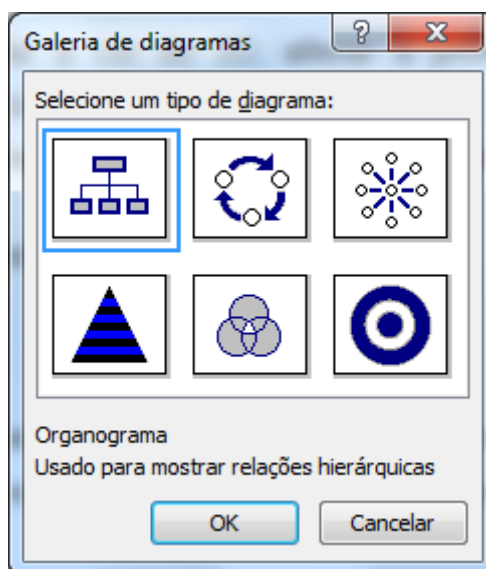 Galeria de diagramas
Selecione um tipo de diagrama:
Organograma
Usado para mostrar relações hierárquicas
OK
Cancelar